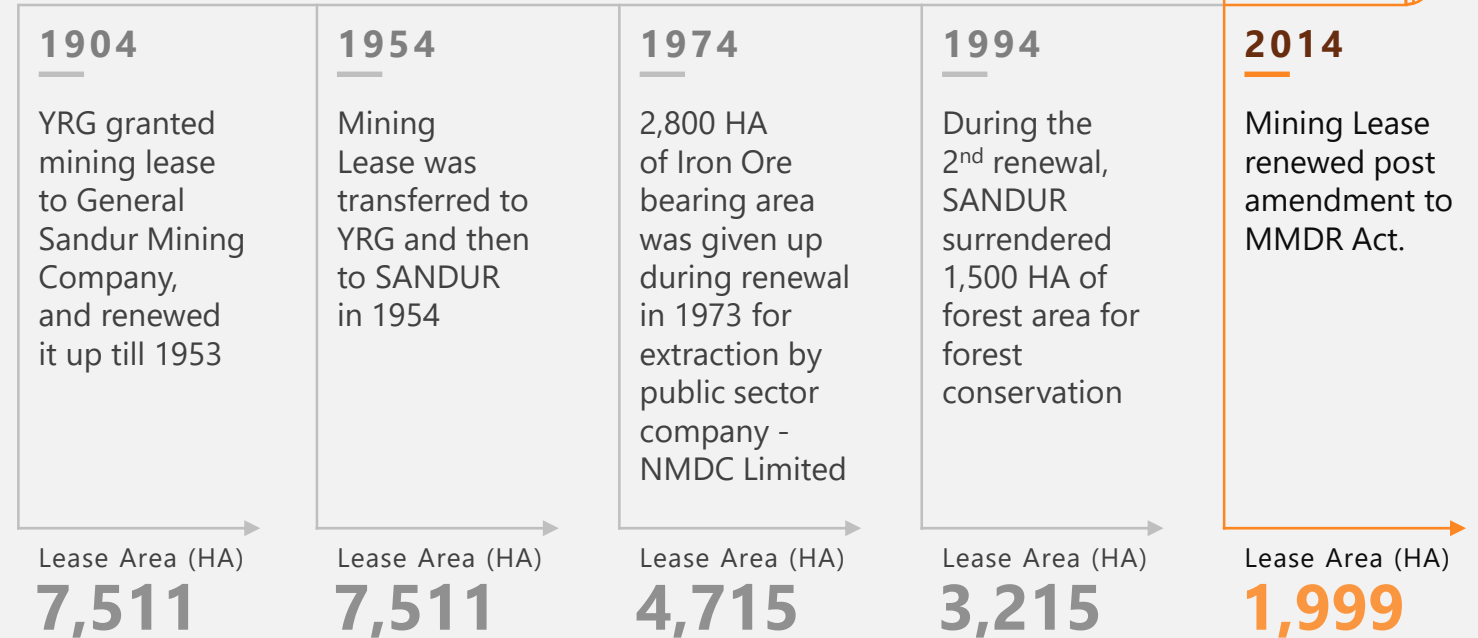 1904
YRG granted
mining lease
to General
Sandur Mining
Company,
and renewed
it up till 1953
Lease Area (HA)
7,511
1954
Mining
Lease was
transferred to
YRG and then
to SANDUR
in 1954
Lease Area (HA)
7,511
1974
2,800 HA
of Iron Ore
bearing area
was given up
during renewal
in 1973 for
extraction by
public sector
company -
NMDC Limited
Lease Area (HA)
4,715
1994
During the
2nd renewal,
SANDUR
surrendered
1,500 HA of
forest area for
forest
conservation
Lease Area (HA)
3,215
2014
Mining Lease
renewed post
amendment to
MMDR Act.
Lease Area (HA)
1,999